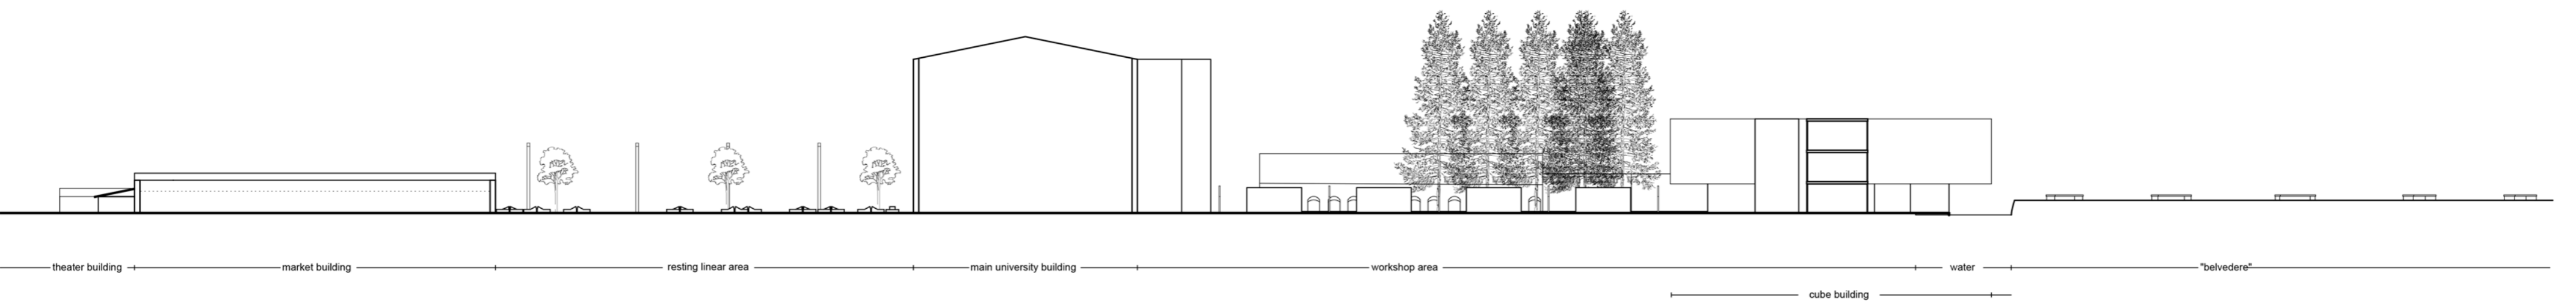 theater building
market building
resting linear area
main university building
workshop area
water
"belvedere"
cube building